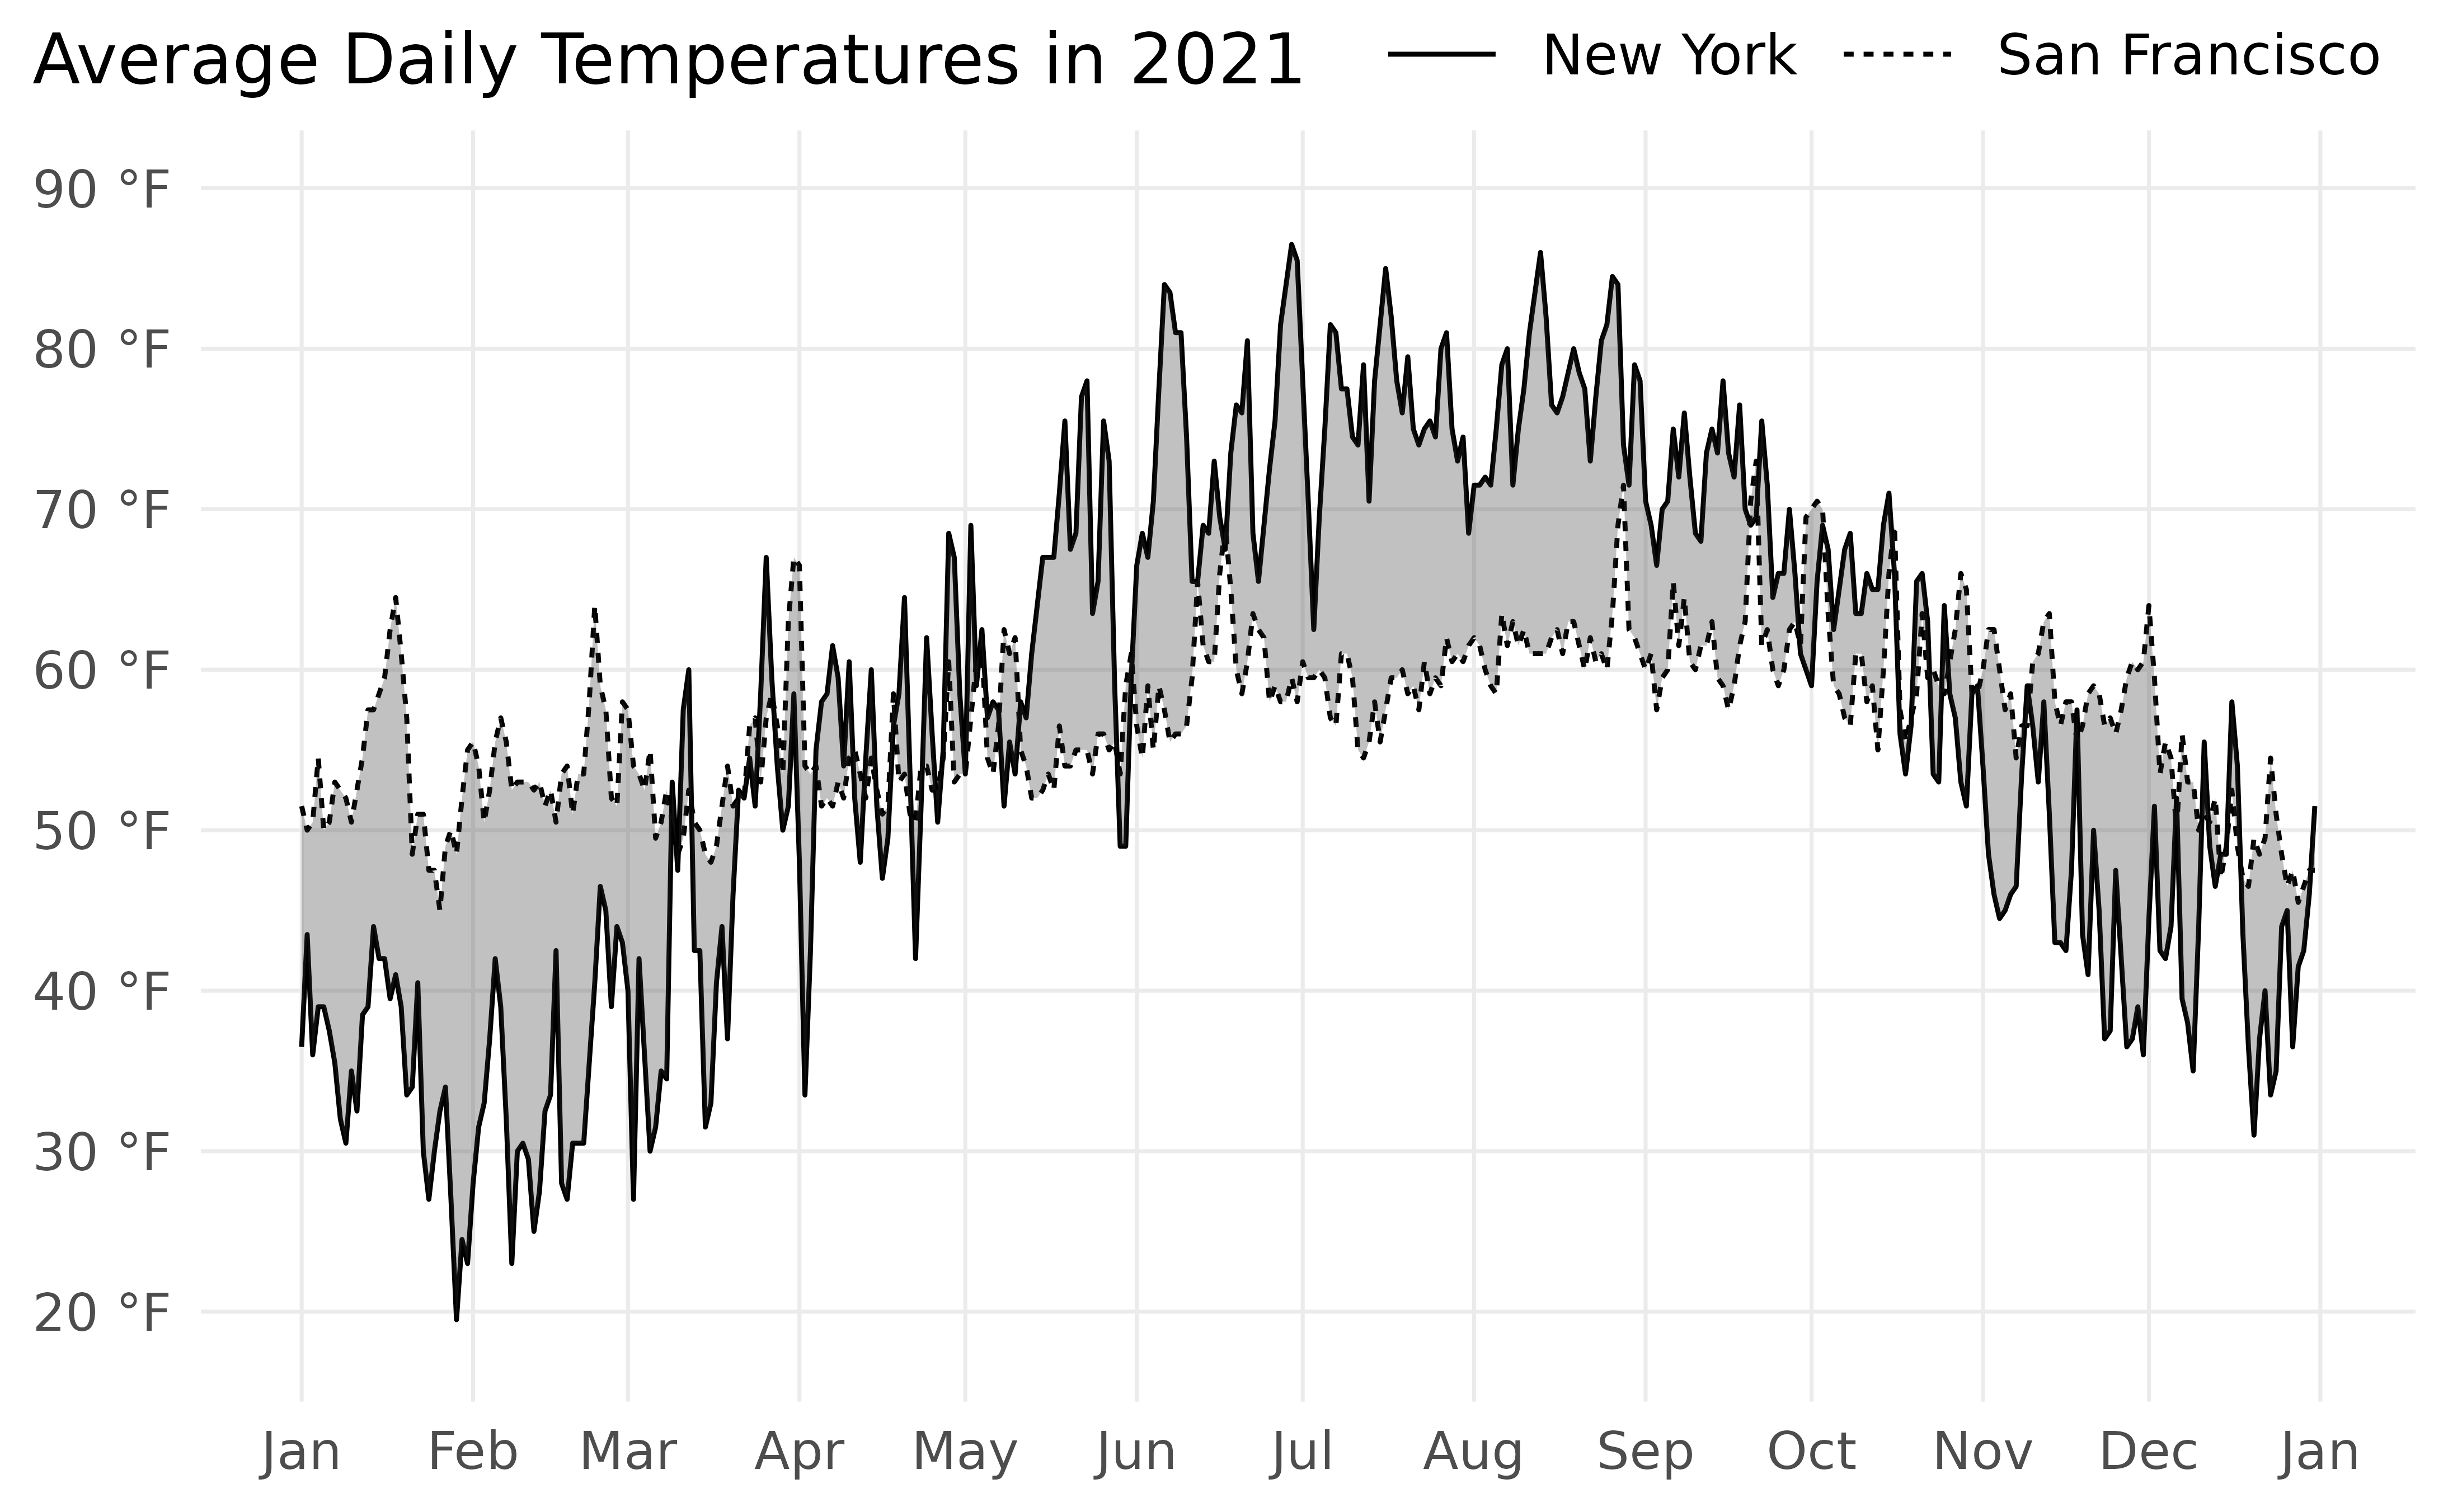 Average Daily Temperatures in 2021
New York
San Francisco
90 °F
80 °F
70 °F
60 °F
50 °F
40 °F
30 °F
20 °F
Jan Feb Mar Apr May Jun Jul Aug Sep Oct Nov Dec Jan